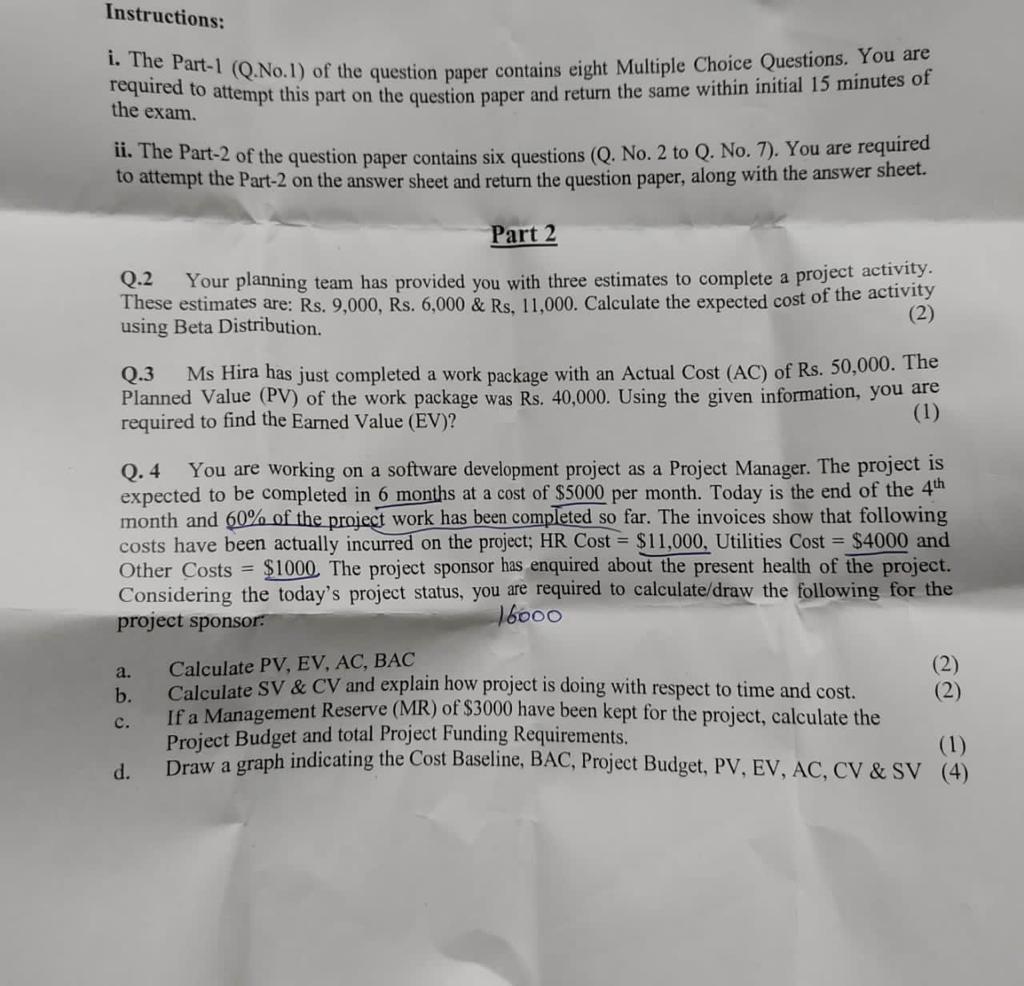 Instructions:
i. The Part-1 (Q.No.1) of the question paper contains eight Multiple Choice Questions. You are
required to attempt this part on the question paper and return the same within initial 15 minutes of
the exam.
ii. The Part-2 of the question paper contains six questions (Q. No. 2 to Q. No. 7). You are required
to attempt the Part-2 on the answer sheet and return the question paper, along with the answer sheet.
Part 2
Q.2 Your planning team has provided you with three estimates to complete a project activity.
These estimates are: Rs. 9,000, Rs. 6,000 & Rs, 11,000. Calculate the expected cost of the activity
using Beta Distribution. (2)
Q.3 Ms Hira has just completed a work package with an Actual Cost (AC) of Rs. 50,000. The
Planned Value (PV) of the work package was Rs. 40,000. Using the given information, you are
required to find the Earned Value (EV)? (1)
Q. 4 You are working on a software development project as a Project Manager. The project is
expected to be completed in 6 months at a cost of $5000 per month. Today is the end of the 4th
month and 60% of the project work has been completed so far. The invoices show that following
costs have been actually incurred on the project; HR Cost = $11,000, Utilities Cost = $4000 and
Other Costs = $1000. The project sponsor has enquired about the present health of the project.
Considering the today's project status, you are required to calculate/draw the following for the
project sponsor: 16000
a. Calculate PV, EV, AC, BAC (2)
b. Calculate SV & CV and explain how project is doing with respect to time and cost. (2)
c. If a Management Reserve (MR) of $3000 have been kept for the project, calculate the
Project Budget and total Project Funding Requirements. (1)
d. Draw a graph indicating the Cost Baseline, BAC, Project Budget, PV, EV, AC, CV & SV (4)